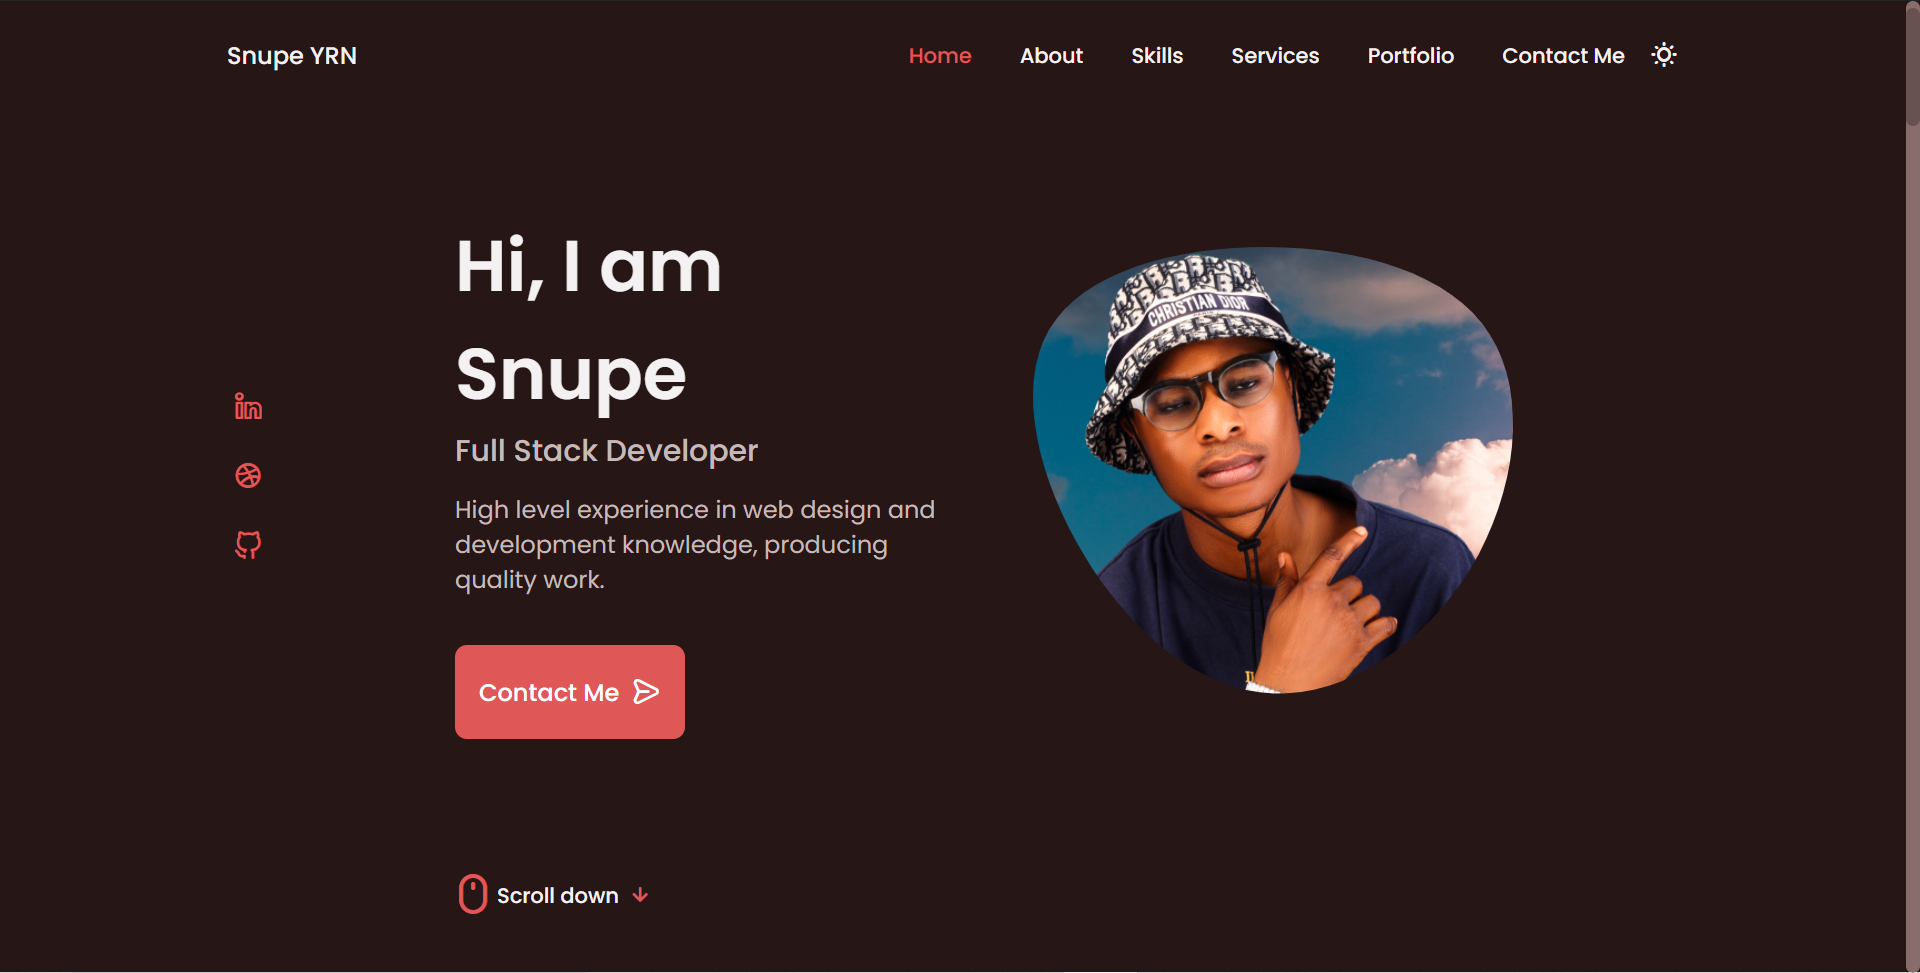 Snupe YRN
Home
About
Skills
Services
Portfolio
Contact Me
Hi, I am
Snupe
Full Stack Developer
High level experience in web design and
development knowledge, producing
quality work.
Contact Me
CHRISTIAN DIOR
Scroll down